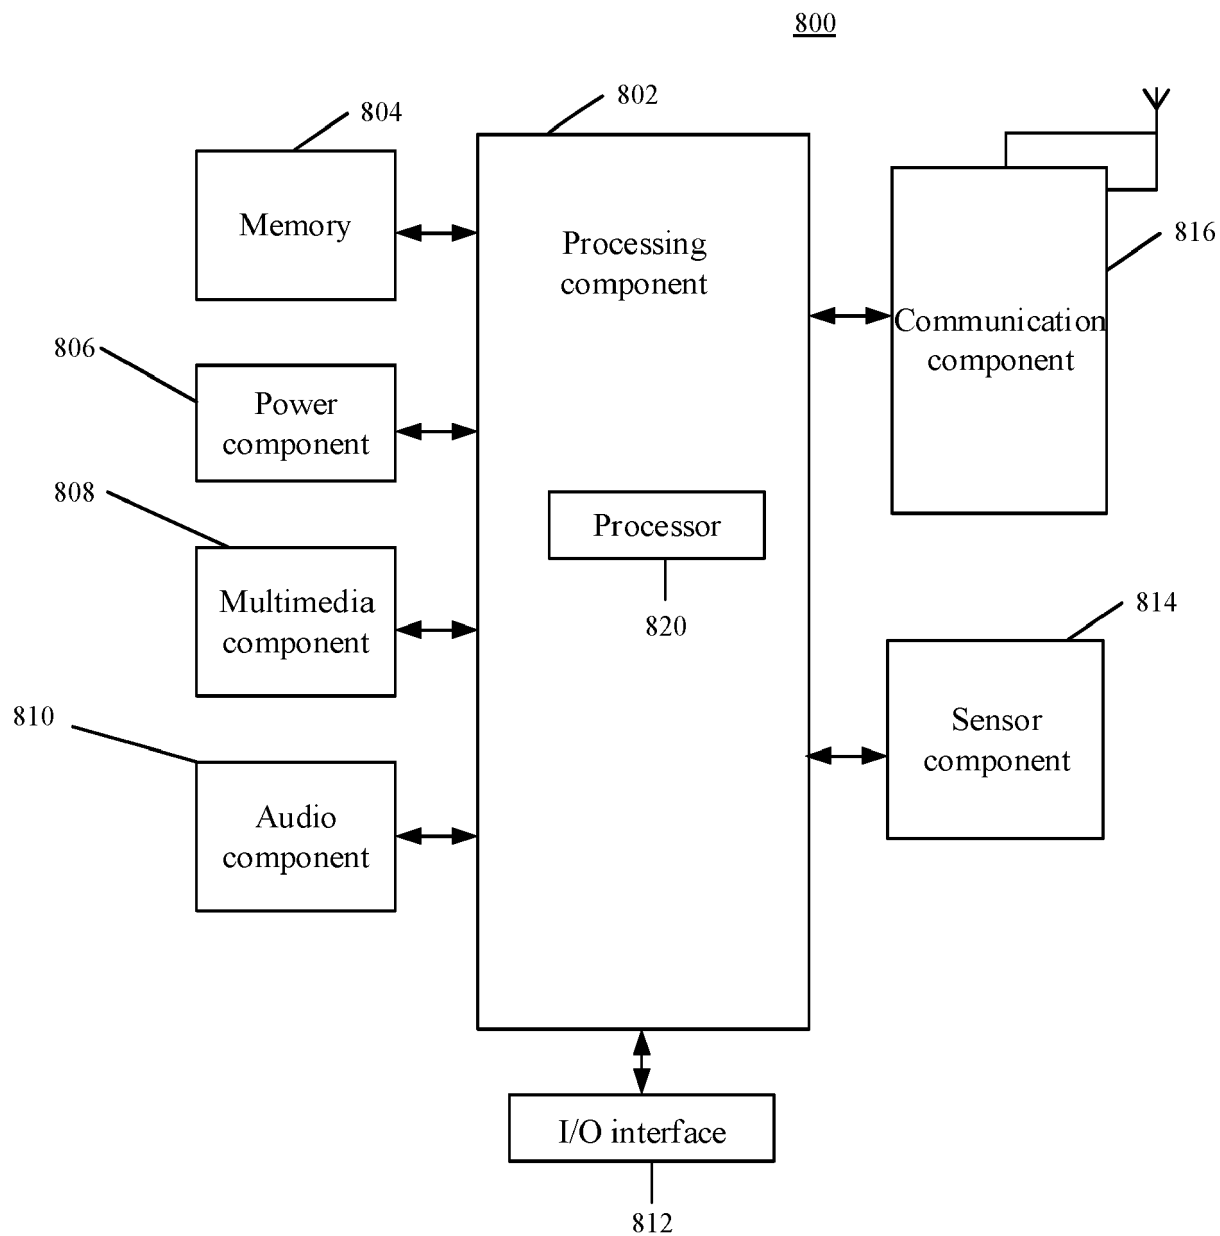 800
802
804
Memory
Processing
component
816
Communication
component
806
Power
component
808
Processor
820
Multimedia
component
814
Sensor
component
810
Audio
component
I/O interface
812